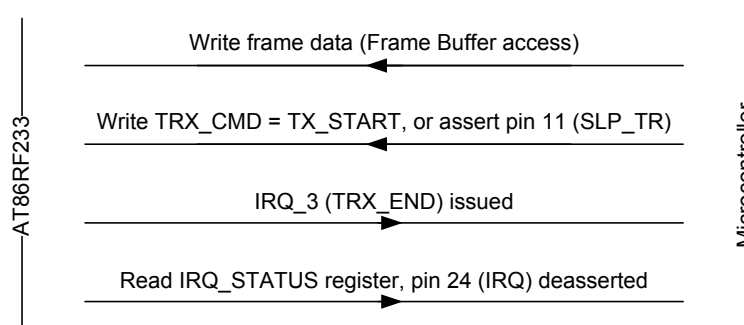 Write frame data (Frame Buffer access)
Write TRX_CMD = TX_START, or assert pin 11 (SLP_TR)
IRQ_3 (TRX_END) issued
Read IRQ_STATUS register, pin 24 (IRQ) deasserted
AT86RF233
Microcontroller